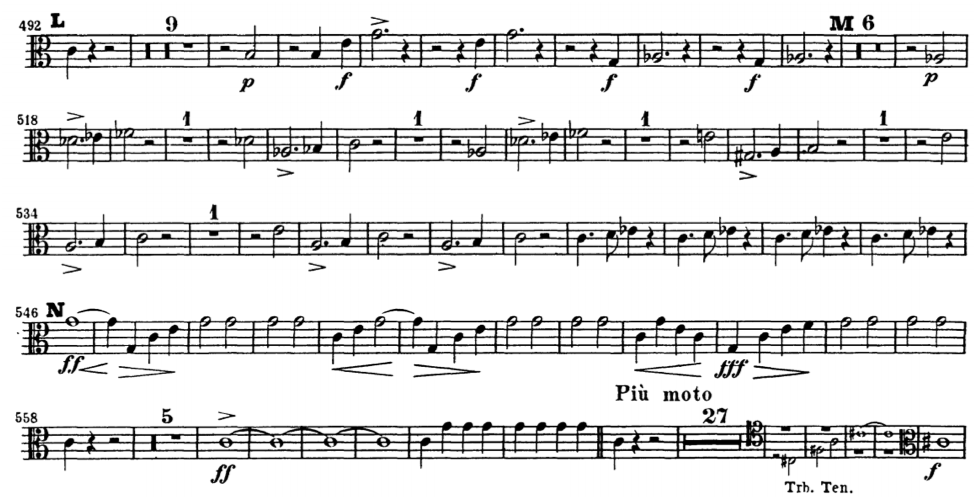 492 L 9 M 6
p f f f f p
518 1 1 1 1
534 1
546 N
ff fff
Più moto
558 5 27
ff f
Trb. Ten.